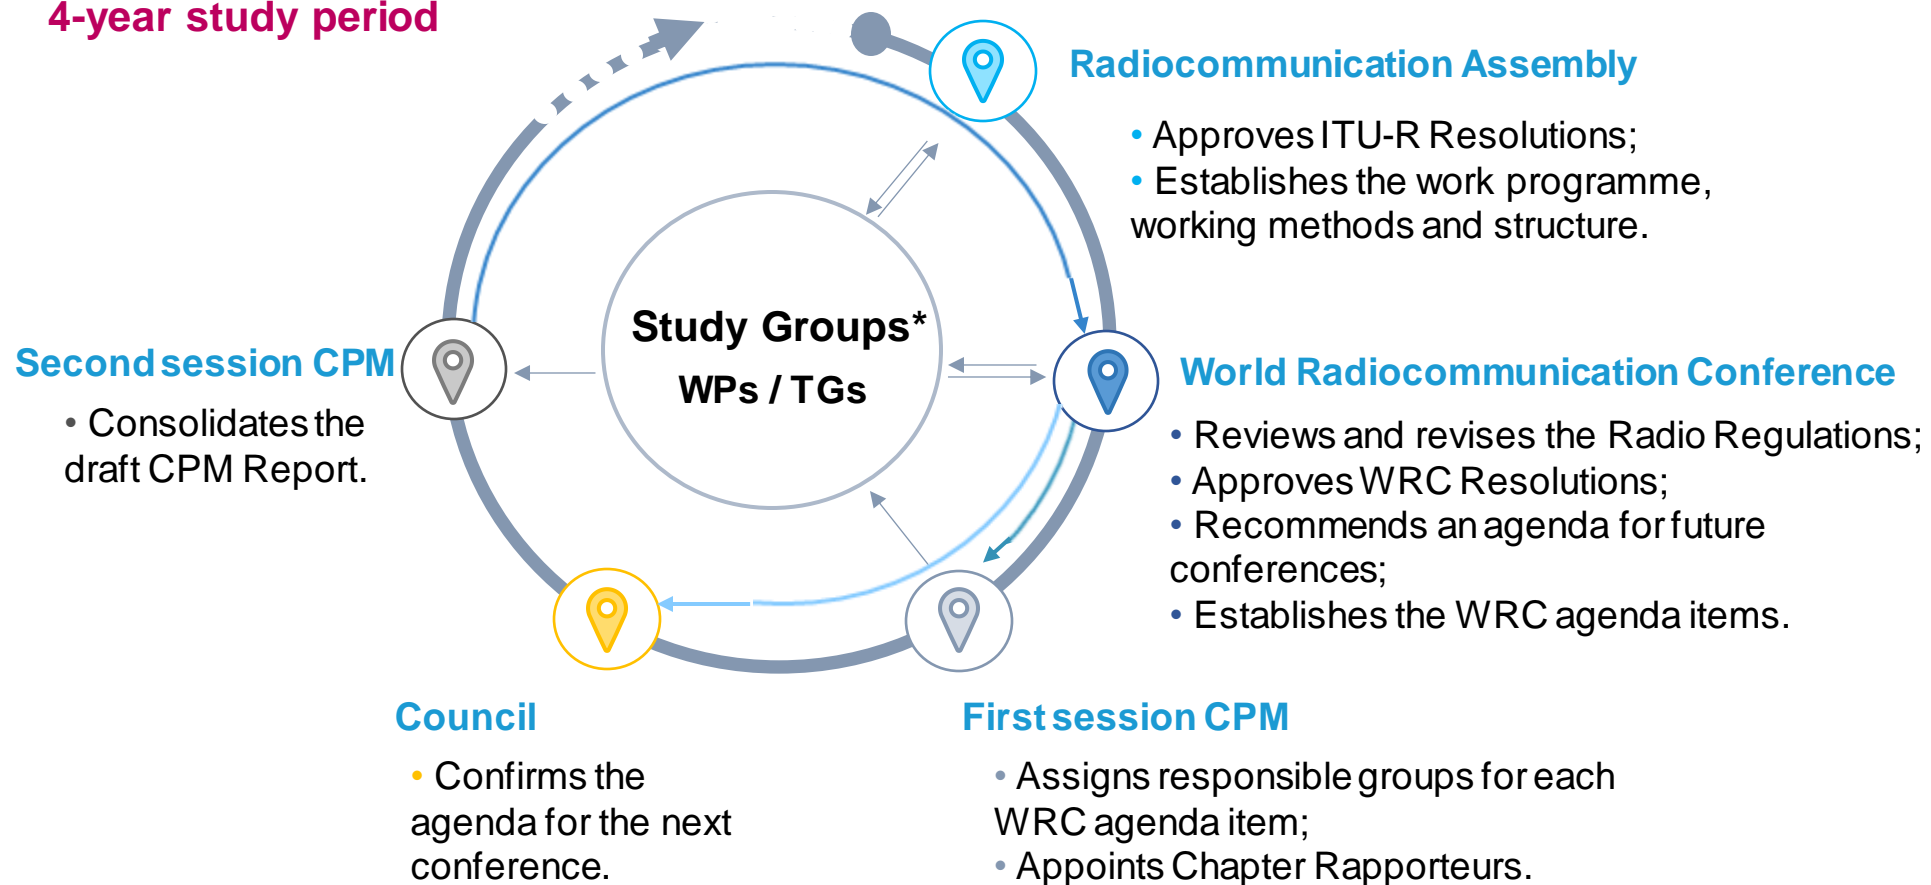 4-year study period
Radiocommunication Assembly
• Approves ITU-R Resolutions;
• Establishes the work programme,
working methods and structure.
Study Groups*
WPs / TGs
Second session CPM
• Consolidates the
draft CPM Report.
World Radiocommunication Conference
• Reviews and revises the Radio Regulations;
• Approves WRC Resolutions;
• Recommends an agenda for future
conferences;
• Establishes the WRC agenda items.
Council
• Confirms the
agenda for the next
conference.
First session CPM
• Assigns responsible groups for each
WRC agenda item;
• Appoints Chapter Rapporteurs.